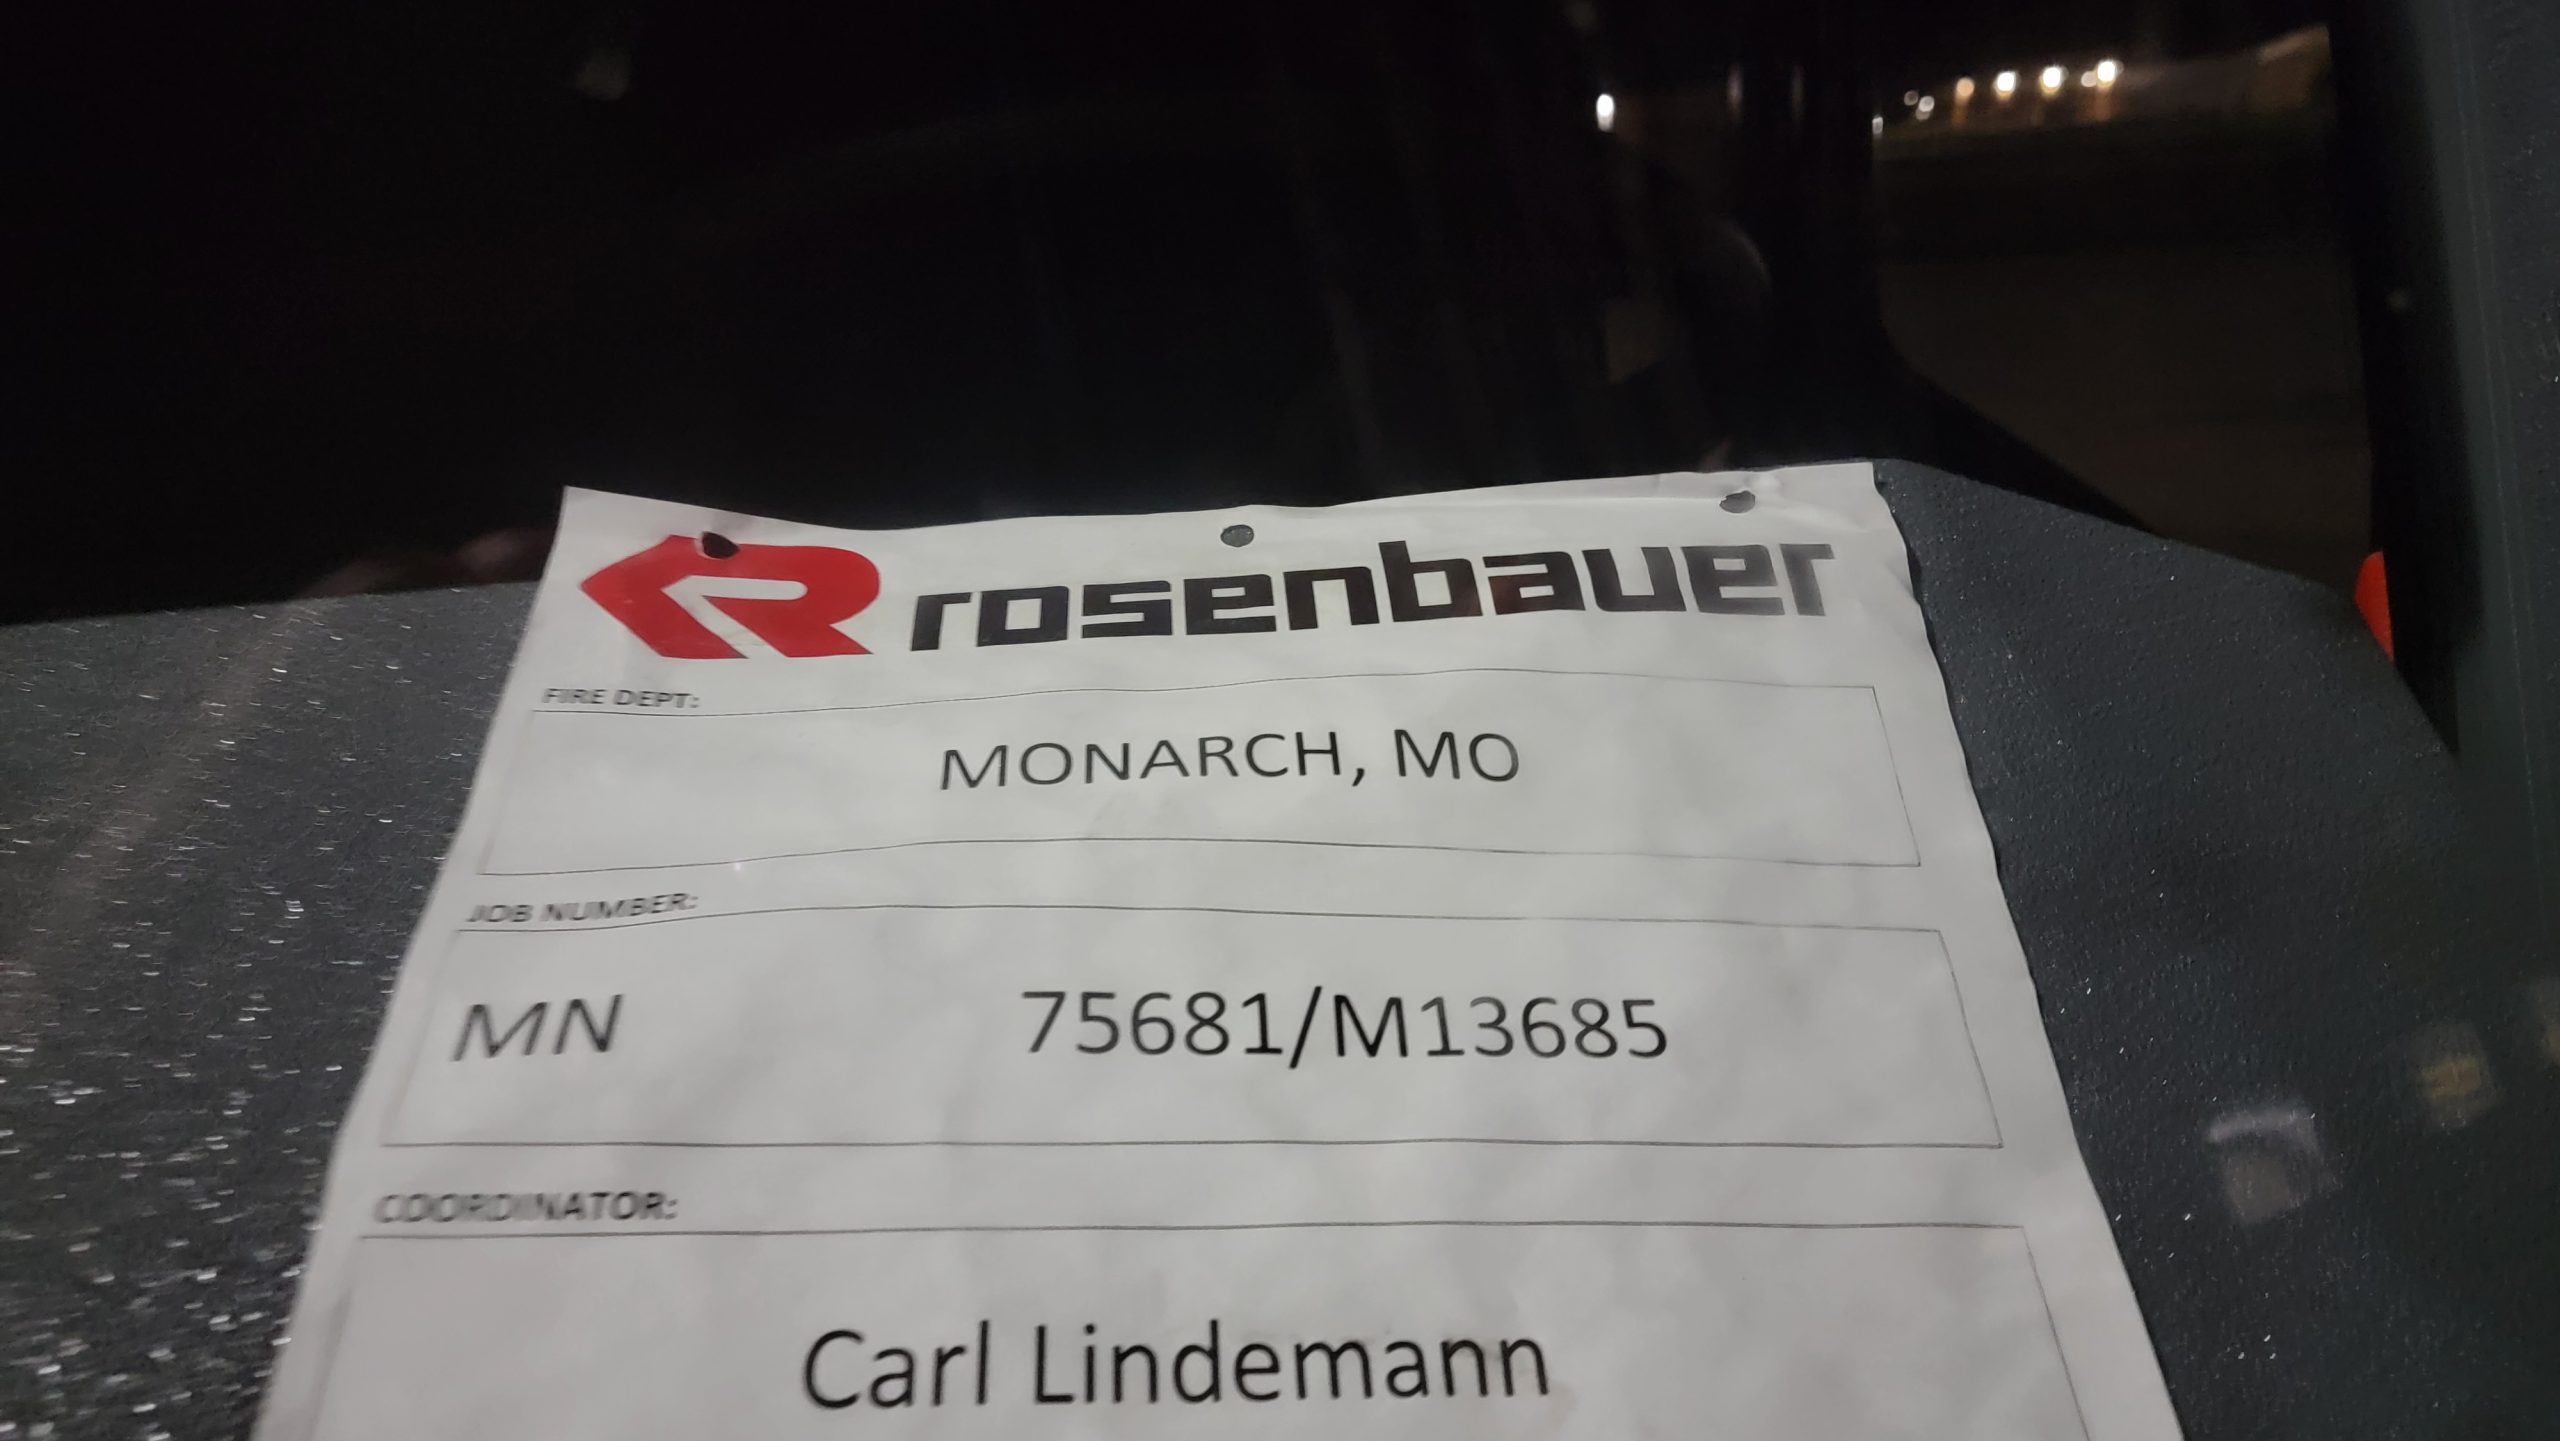 rosenbauer
FIRE DEPT:
MONARCH, MO
JOB NUMBER:
MN 75681/M13685
COORDINATOR:
Carl Lindemann